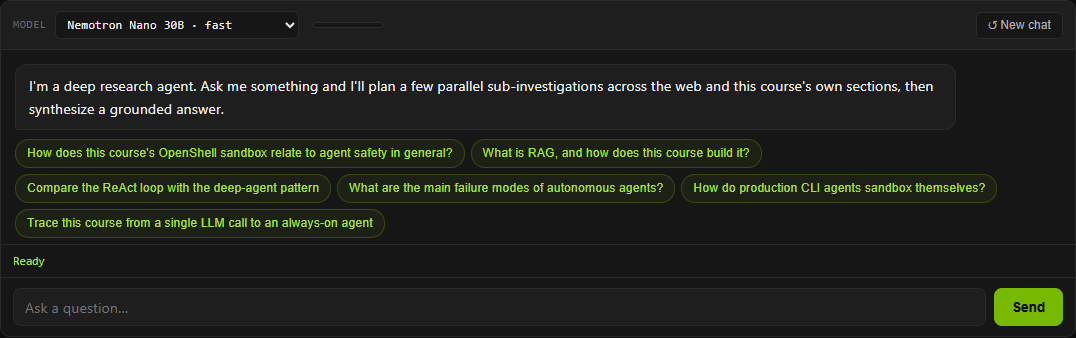 MODEL
Nemotron Nano 30B · fast
↺ New chat
I'm a deep research agent. Ask me something and I'll plan a few parallel sub-investigations across the web and this course's own sections, then
synthesize a grounded answer.
How does this course's OpenShell sandbox relate to agent safety in general?
What is RAG, and how does this course build it?
Compare the ReAct loop with the deep-agent pattern
What are the main failure modes of autonomous agents?
How do production CLI agents sandbox themselves?
Trace this course from a single LLM call to an always-on agent
Ready
Ask a question...
Send